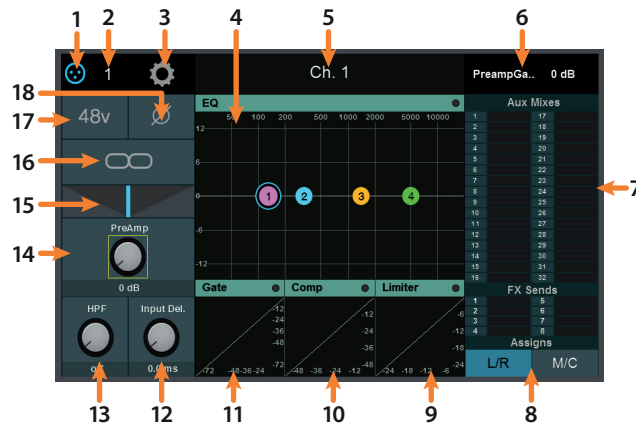 1 2 3 4 5 6
1 Ch. 1 PreampGa.. 0 dB
18
17 48v
EQ
50 100 200 500 1000 2000 5000 10000
12
6
0
-6
-12
1 2 3 4
Aux Mixes
1 17
2 18
3 19
4 20
5 21
6 22
7 23
8 24
9 25
10 26
11 27
12 28
13 29
14 30
15 31
16 32
7
16
15
14
PreAmp
0 dB
HPF Input Del.
0.0 ms
Gate Comp Limiter
-12
-24
-36
-48
-72
-72 -48 -36 -24
-12
-24
-36
-48
-48 -36 -24 -12
-6
-12
-18
-24
-24 -18 -12 -6
FX Sends
1 5
2 6
3 7
4 8
Assigns
L/R M/C
13 12 11 10 9 8